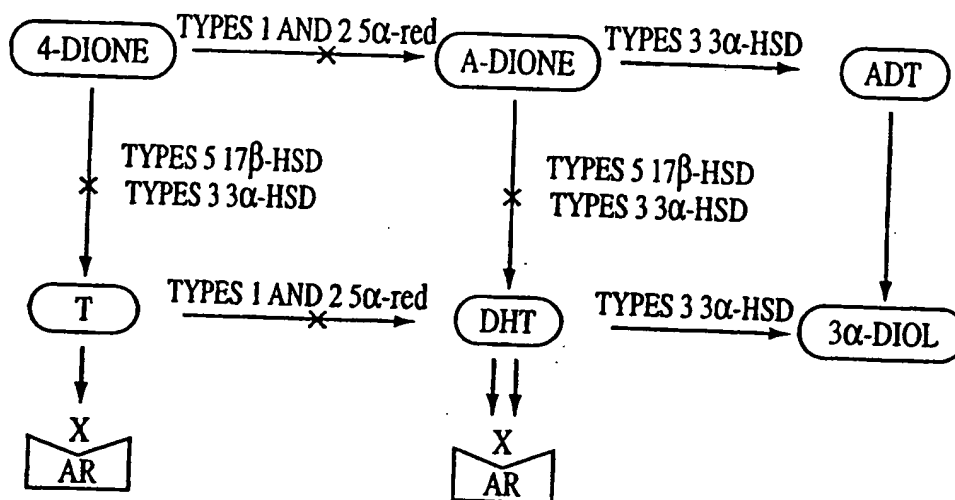 TYPES 1 AND 2 5α-red
TYPES 3 3α-HSD
4-DIONE
A-DIONE
ADT
TYPES 5 17β-HSD
TYPES 3 3α-HSD
TYPES 5 17β-HSD
TYPES 3 3α-HSD
T
TYPES 1 AND 2 5α-red
DHT
TYPES 3 3α-HSD
3α-DIOL
X
AR
X
AR